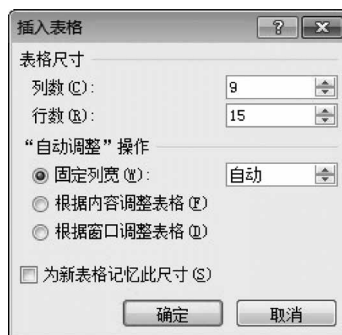 插入表格
表格尺寸
列数(C): 9
行数(R): 15
“自动调整”操作
固定列宽(W): 自动
根据内容调整表格(F)
根据窗口调整表格(D)
为新表格记忆此尺寸(S)
确定 取消